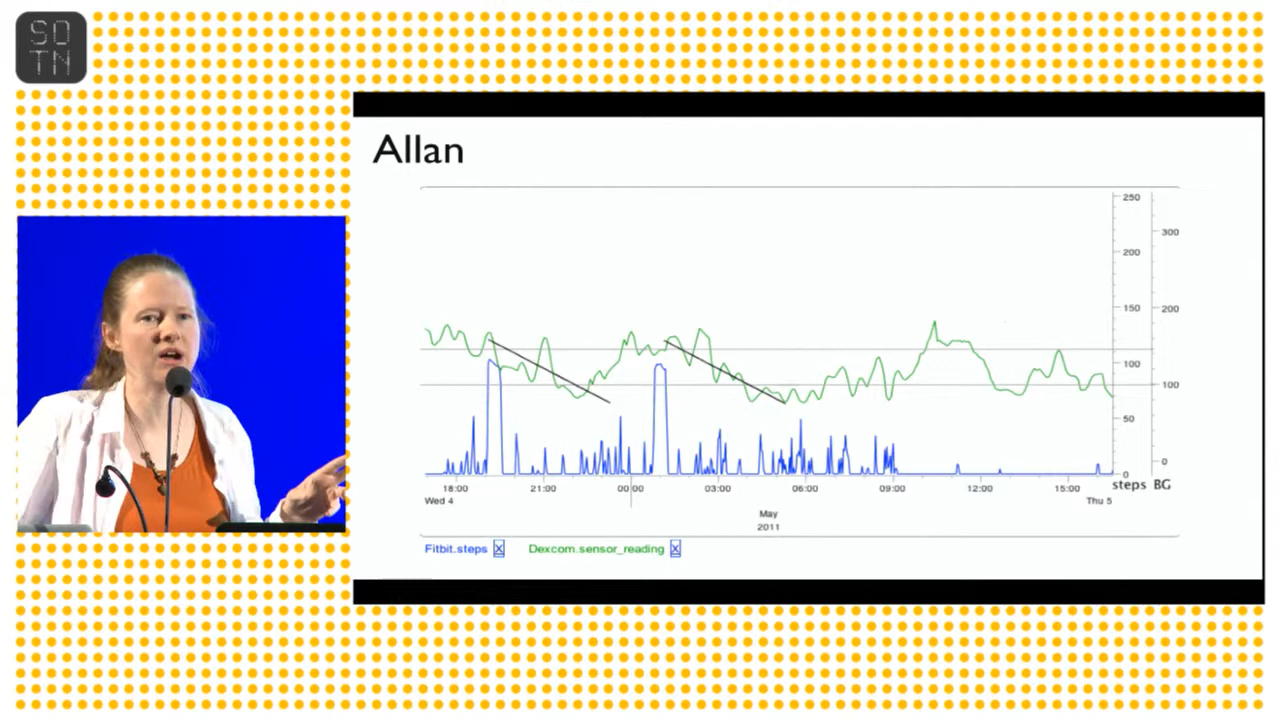 SO
TN
Allan
250
200
150
100
50
0
300
200
100
0
18:00 21:00 00:00 03:00 06:00 09:00 12:00 15:00
steps BG
Wed 4
Thu 5
May
2011
Fitbit.steps X Dexcom.sensor_reading X